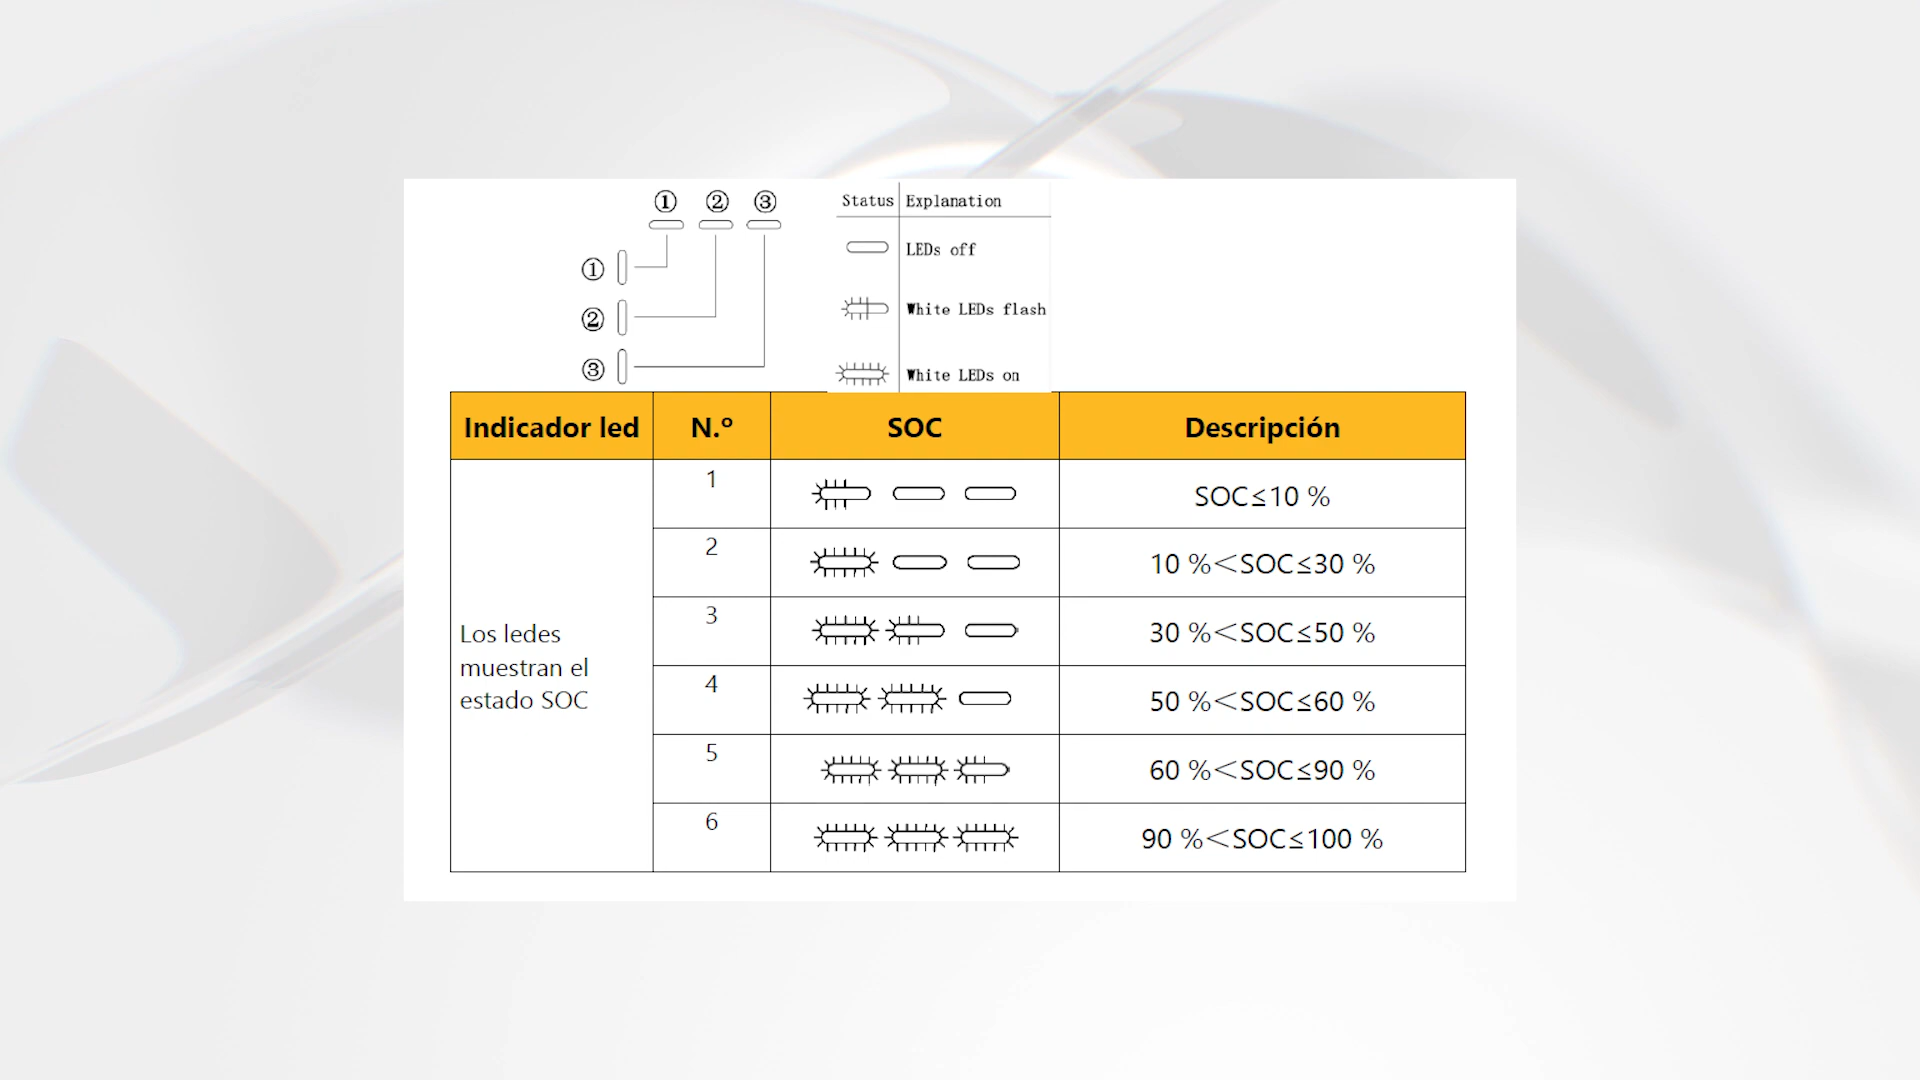 ① ② ③
①
②
③
Status Explanation
LEDs off
White LEDs flash
White LEDs on
Indicador led N.º SOC Descripción
Los ledes
muestran el
estado SOC
1 SOC≤10 %
2 10 %<SOC≤30 %
3 30 %<SOC≤50 %
4 50 %<SOC≤60 %
5 60 %<SOC≤90 %
6 90 %<SOC≤100 %